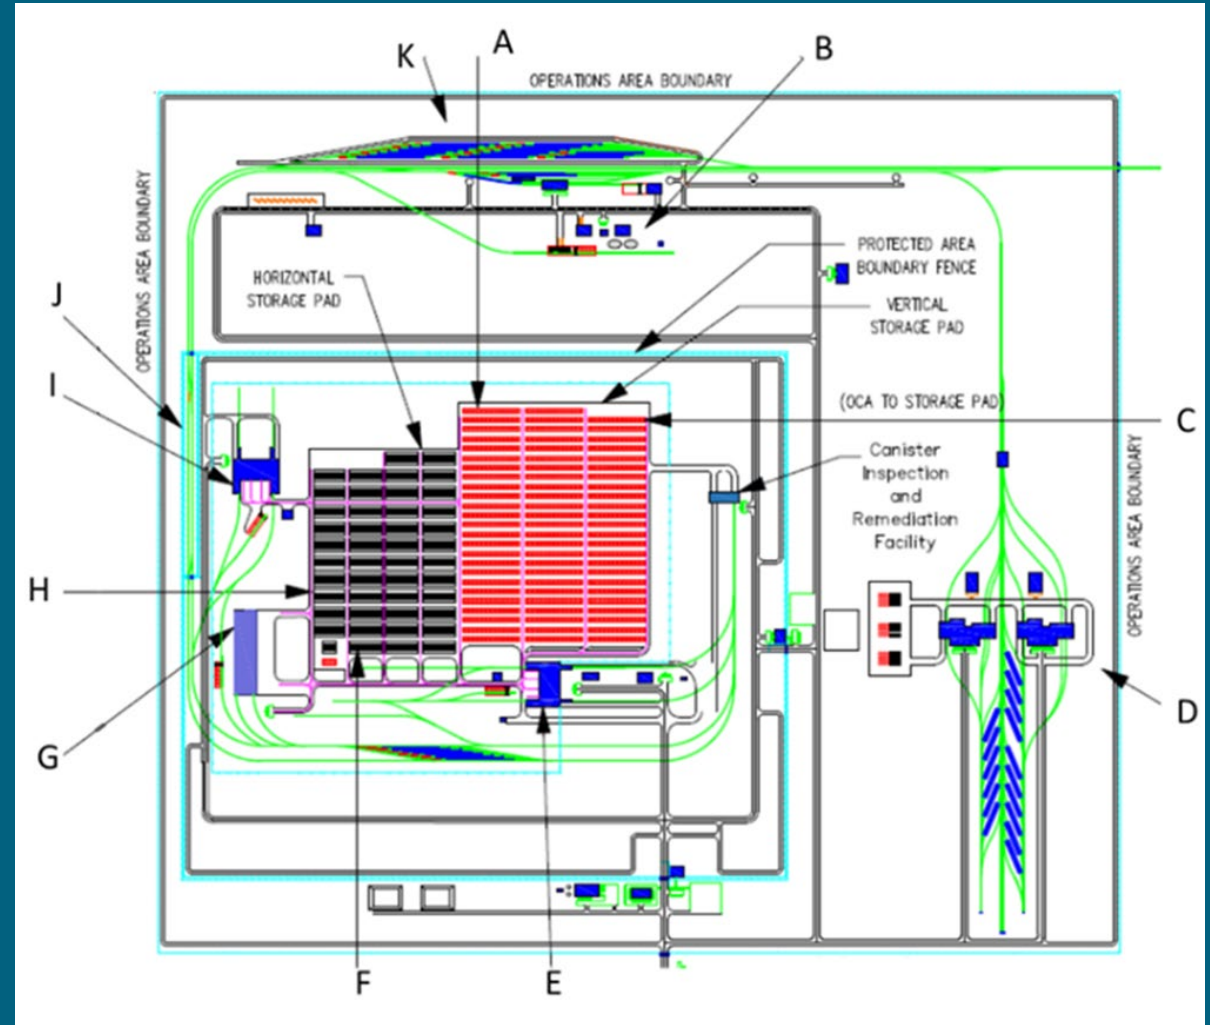 A
K
B
OPERATIONS AREA BOUNDARY
OPERATIONS AREA BOUNDARY
PROTECTED AREA
BOUNDARY FENCE
HORIZONTAL
STORAGE PAD
J
VERTICAL
STORAGE PAD
I
(OCA TO STORAGE PAD)
C
Canister
Inspection
and
Remediation
Facility
OPERATIONS AREA BOUNDARY
H
D
G
F
E